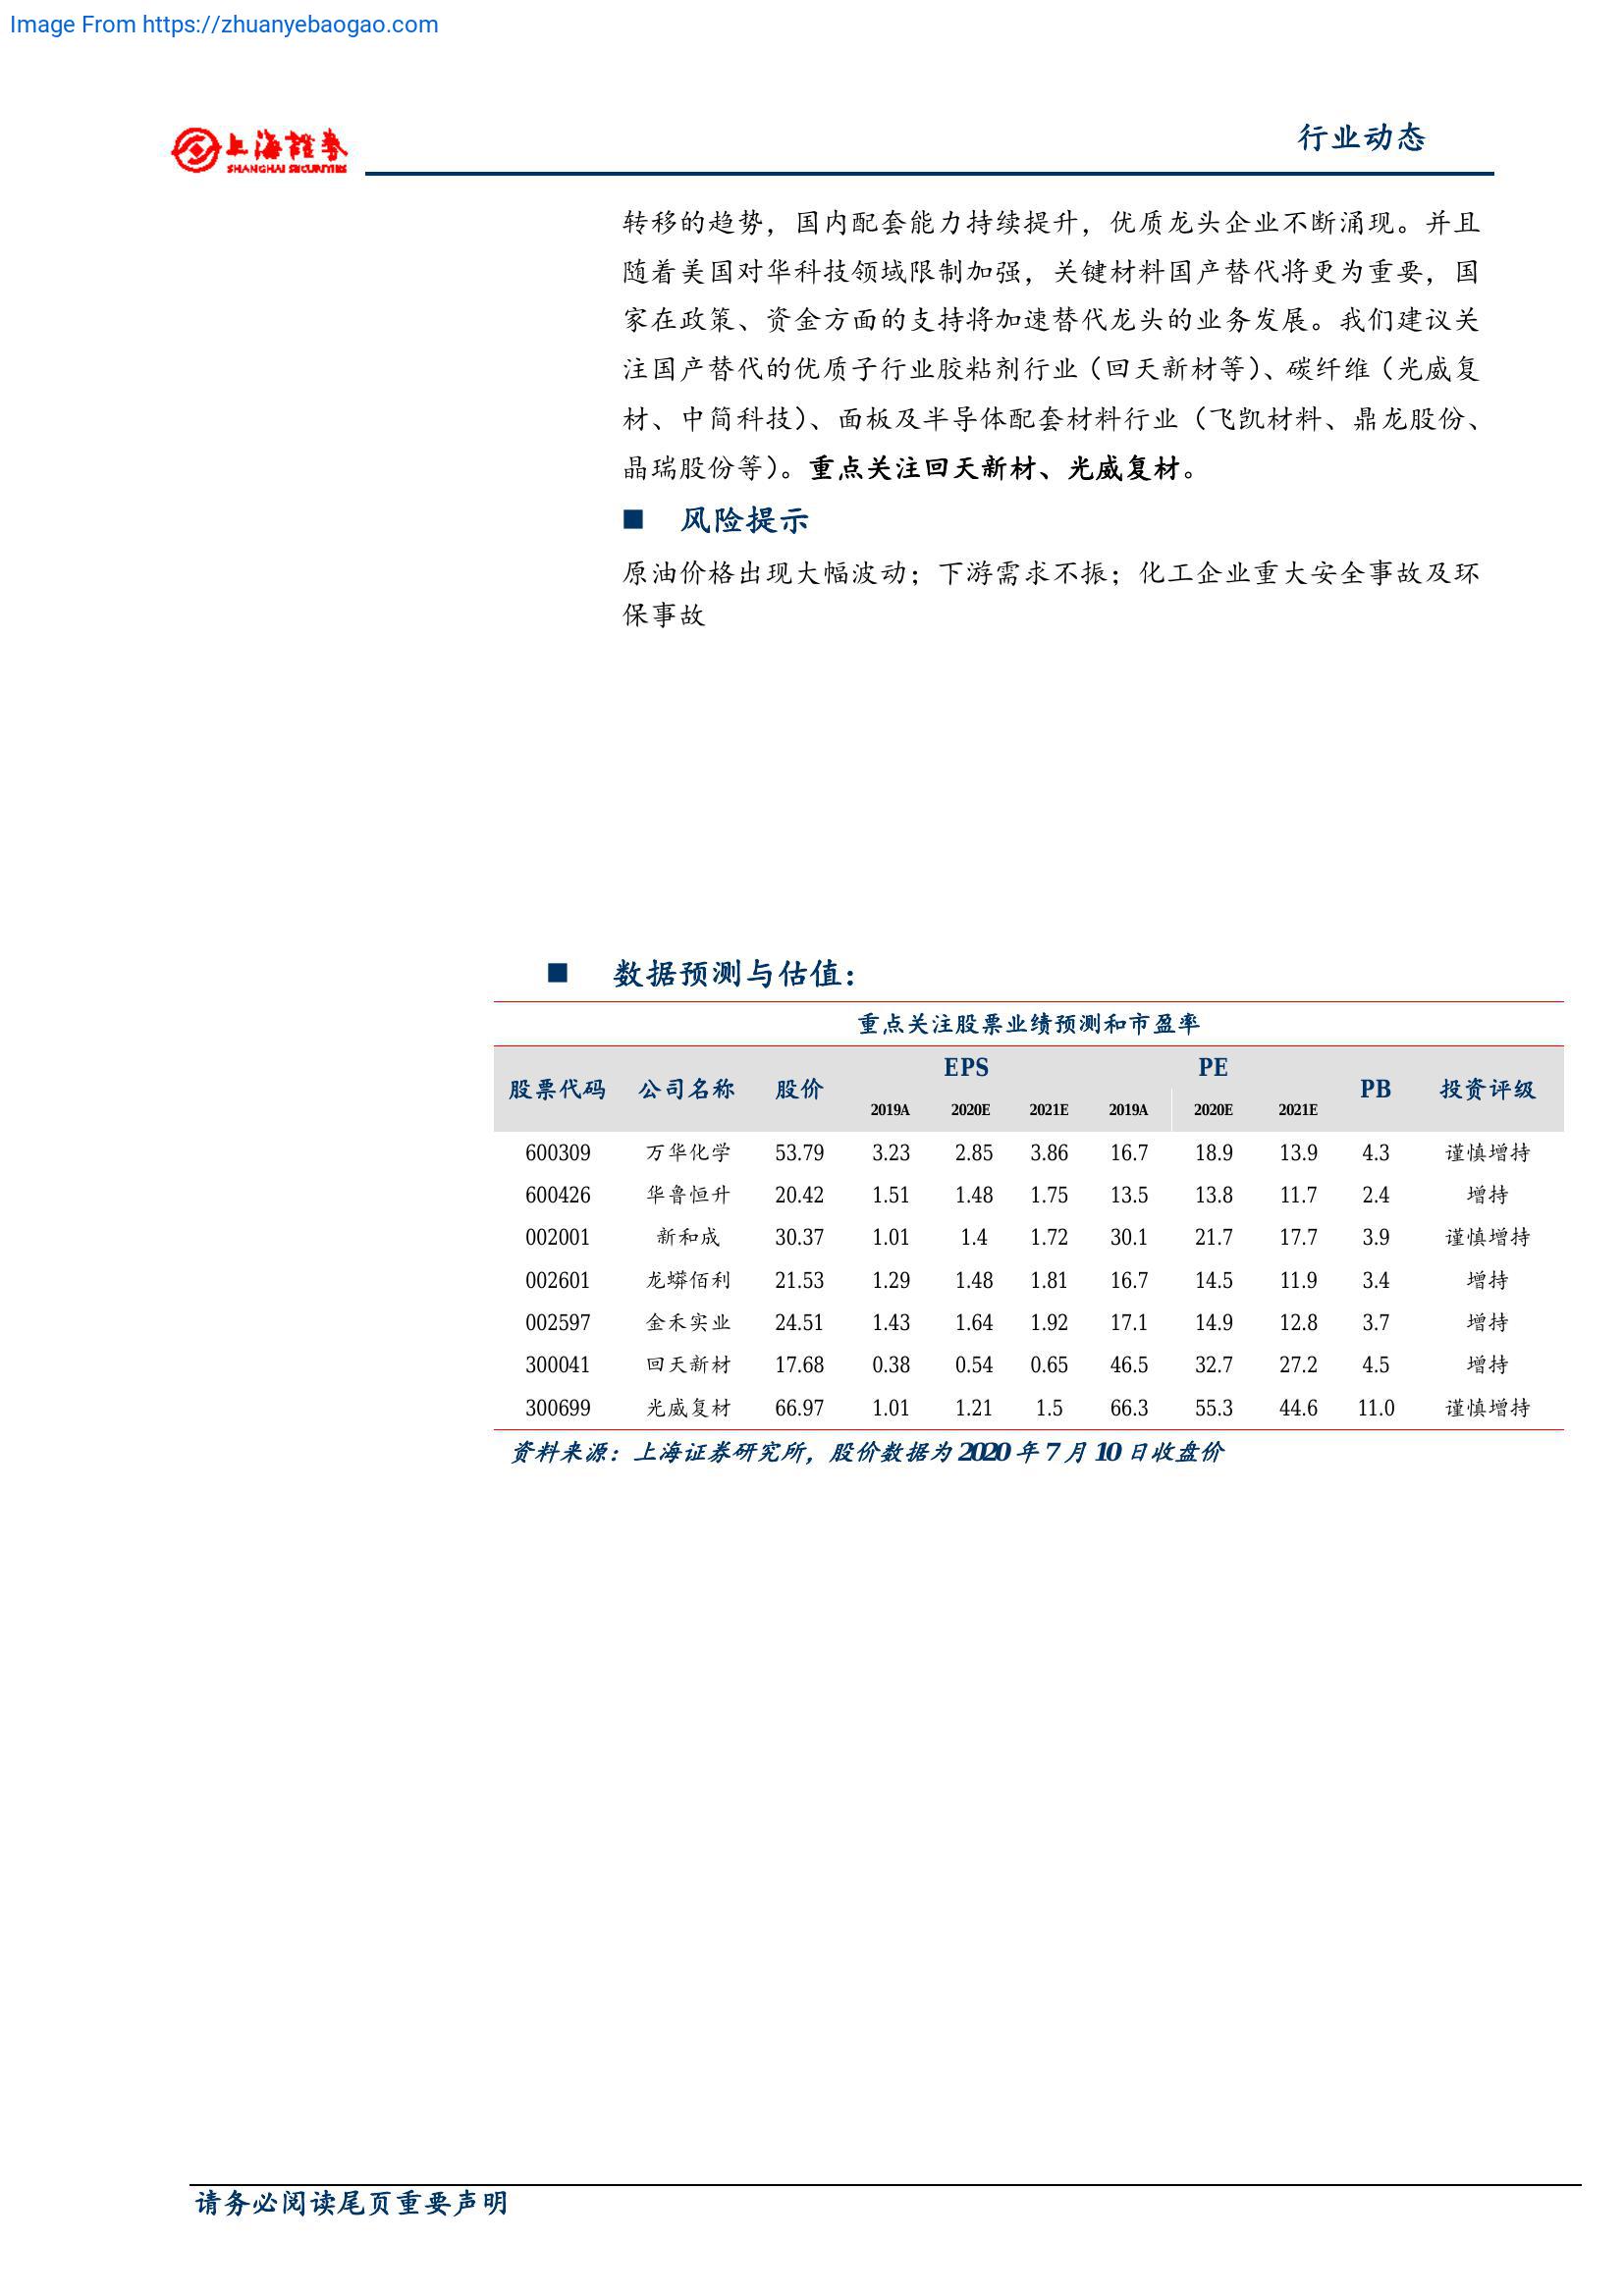 Image From https://zhuanyebaogao.com
上海證券
SHANGHAI SECURITIES
行业动态
转移的趋势，国内配套能力持续提升，优质龙头企业不断涌现。并且
随着美国对华科技领域限制加强，关键材料国产替代将更为重要，国
家在政策、资金方面的支持将加速替代龙头的业务发展。我们建议关
注国产替代的优质子行业胶粘剂行业（回天新材等）、碳纤维（光威复
材、中简科技）、面板及半导体配套材料行业（飞凯材料、鼎龙股份、
晶瑞股份等）。重点关注回天新材、光威复材。
■ 风险提示
原油价格出现大幅波动；下游需求不振；化工企业重大安全事故及环
保事故
■ 数据预测与估值：
重点关注股票业绩预测和市盈率
股票代码 公司名称 股价 EPS PE PB 投资评级
2019A 2020E 2021E 2019A 2020E 2021E
600309 万华化学 53.79 3.23 2.85 3.86 16.7 18.9 13.9 4.3 谨慎增持
600426 华鲁恒升 20.42 1.51 1.48 1.75 13.5 13.8 11.7 2.4 增持
002001 新和成 30.37 1.01 1.4 1.72 30.1 21.7 17.7 3.9 谨慎增持
002601 龙蟒佰利 21.53 1.29 1.48 1.81 16.7 14.5 11.9 3.4 增持
002597 金禾实业 24.51 1.43 1.64 1.92 17.1 14.9 12.8 3.7 增持
300041 回天新材 17.68 0.38 0.54 0.65 46.5 32.7 27.2 4.5 增持
300699 光威复材 66.97 1.01 1.21 1.5 66.3 55.3 44.6 11.0 谨慎增持
资料来源：上海证券研究所，股价数据为 2020 年 7 月 10 日收盘价
请务必阅读尾页重要声明